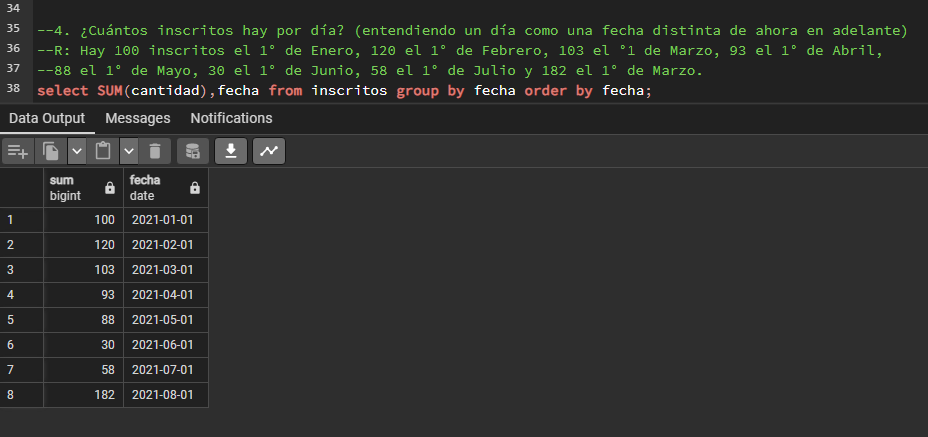 34
35 --4. ¿Cuántos inscritos hay por día? (entendiendo un día como una fecha distinta de ahora en adelante)
36 --R: Hay 100 inscritos el 1° de Enero, 120 el 1° de Febrero, 103 el °1 de Marzo, 93 el 1° de Abril,
37 --88 el 1° de Mayo, 30 el 1° de Junio, 58 el 1° de Julio y 182 el 1° de Marzo.
38 select SUM(cantidad),fecha from inscritos group by fecha order by fecha;
Data Output Messages Notifications
sum fecha
bigint date
1 100 2021-01-01
2 120 2021-02-01
3 103 2021-03-01
4 93 2021-04-01
5 88 2021-05-01
6 30 2021-06-01
7 58 2021-07-01
8 182 2021-08-01